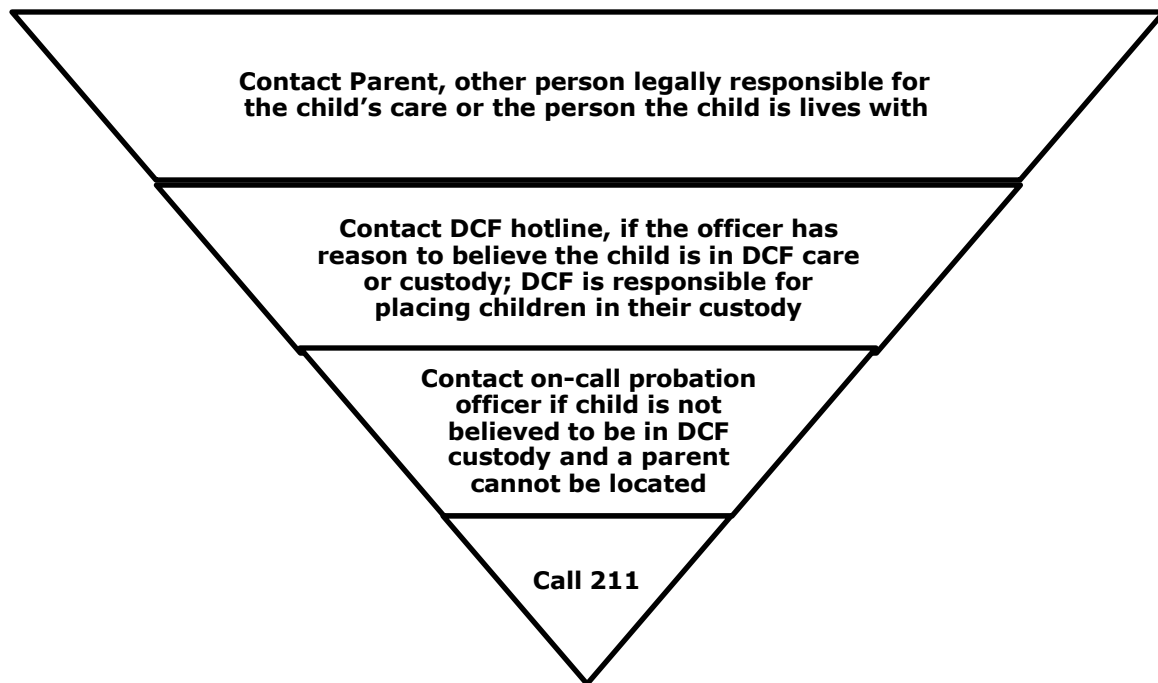 Contact Parent, other person legally responsible for
the child’s care or the person the child is lives with
Contact DCF hotline, if the officer has
reason to believe the child is in DCF care
or custody; DCF is responsible for
placing children in their custody
Contact on-call probation
officer if child is not
believed to be in DCF
custody and a parent
cannot be located
Call 211